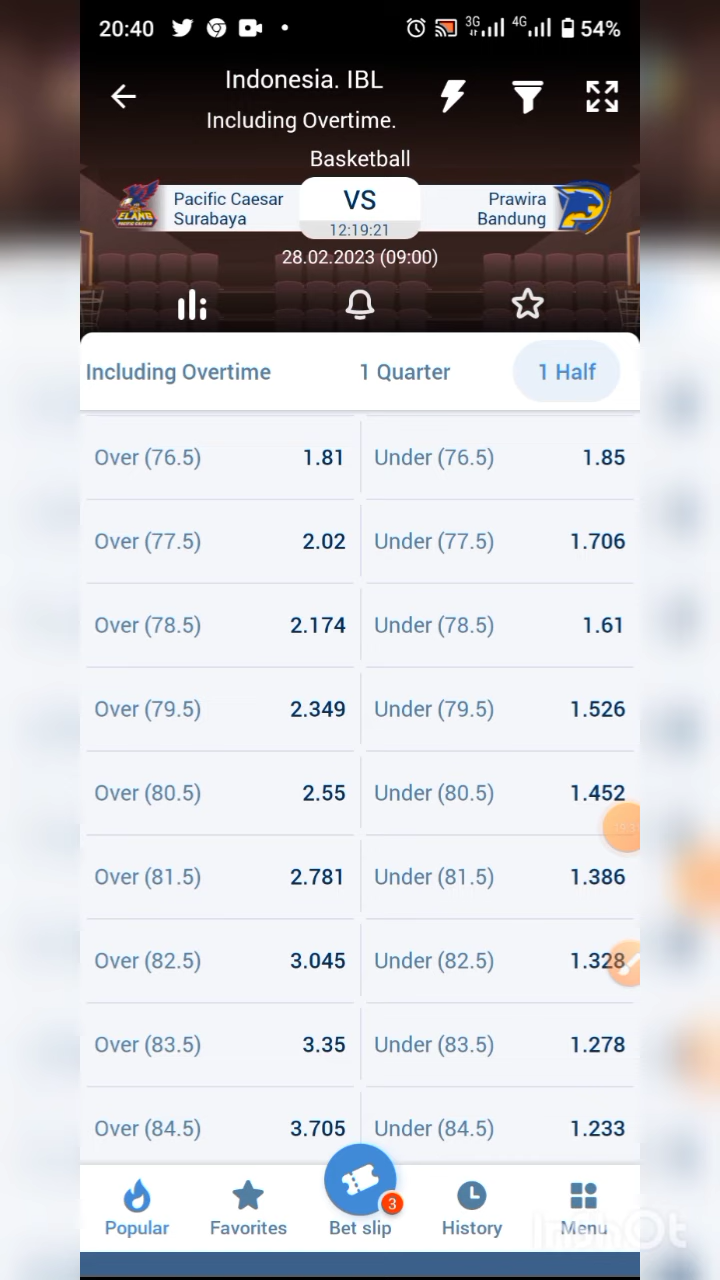 20:40
3G
4G
54%
Indonesia. IBL
Including Overtime.
Basketball
Pacific Caesar
Surabaya
VS
Prawira
Bandung
ELANG
PACIFIC CAESAR
12:19:21
28.02.2023 (09:00)
Including Overtime 1 Quarter 1 Half
Over (76.5) 1.81 Under (76.5) 1.85
Over (77.5) 2.02 Under (77.5) 1.706
Over (78.5) 2.174 Under (78.5) 1.61
Over (79.5) 2.349 Under (79.5) 1.526
Over (80.5) 2.55 Under (80.5) 1.452
Over (81.5) 2.781 Under (81.5) 1.386
Over (82.5) 3.045 Under (82.5) 1.328
Over (83.5) 3.35 Under (83.5) 1.278
Over (84.5) 3.705 Under (84.5) 1.233
3
Popular Favorites Bet slip History Menu
InShOt